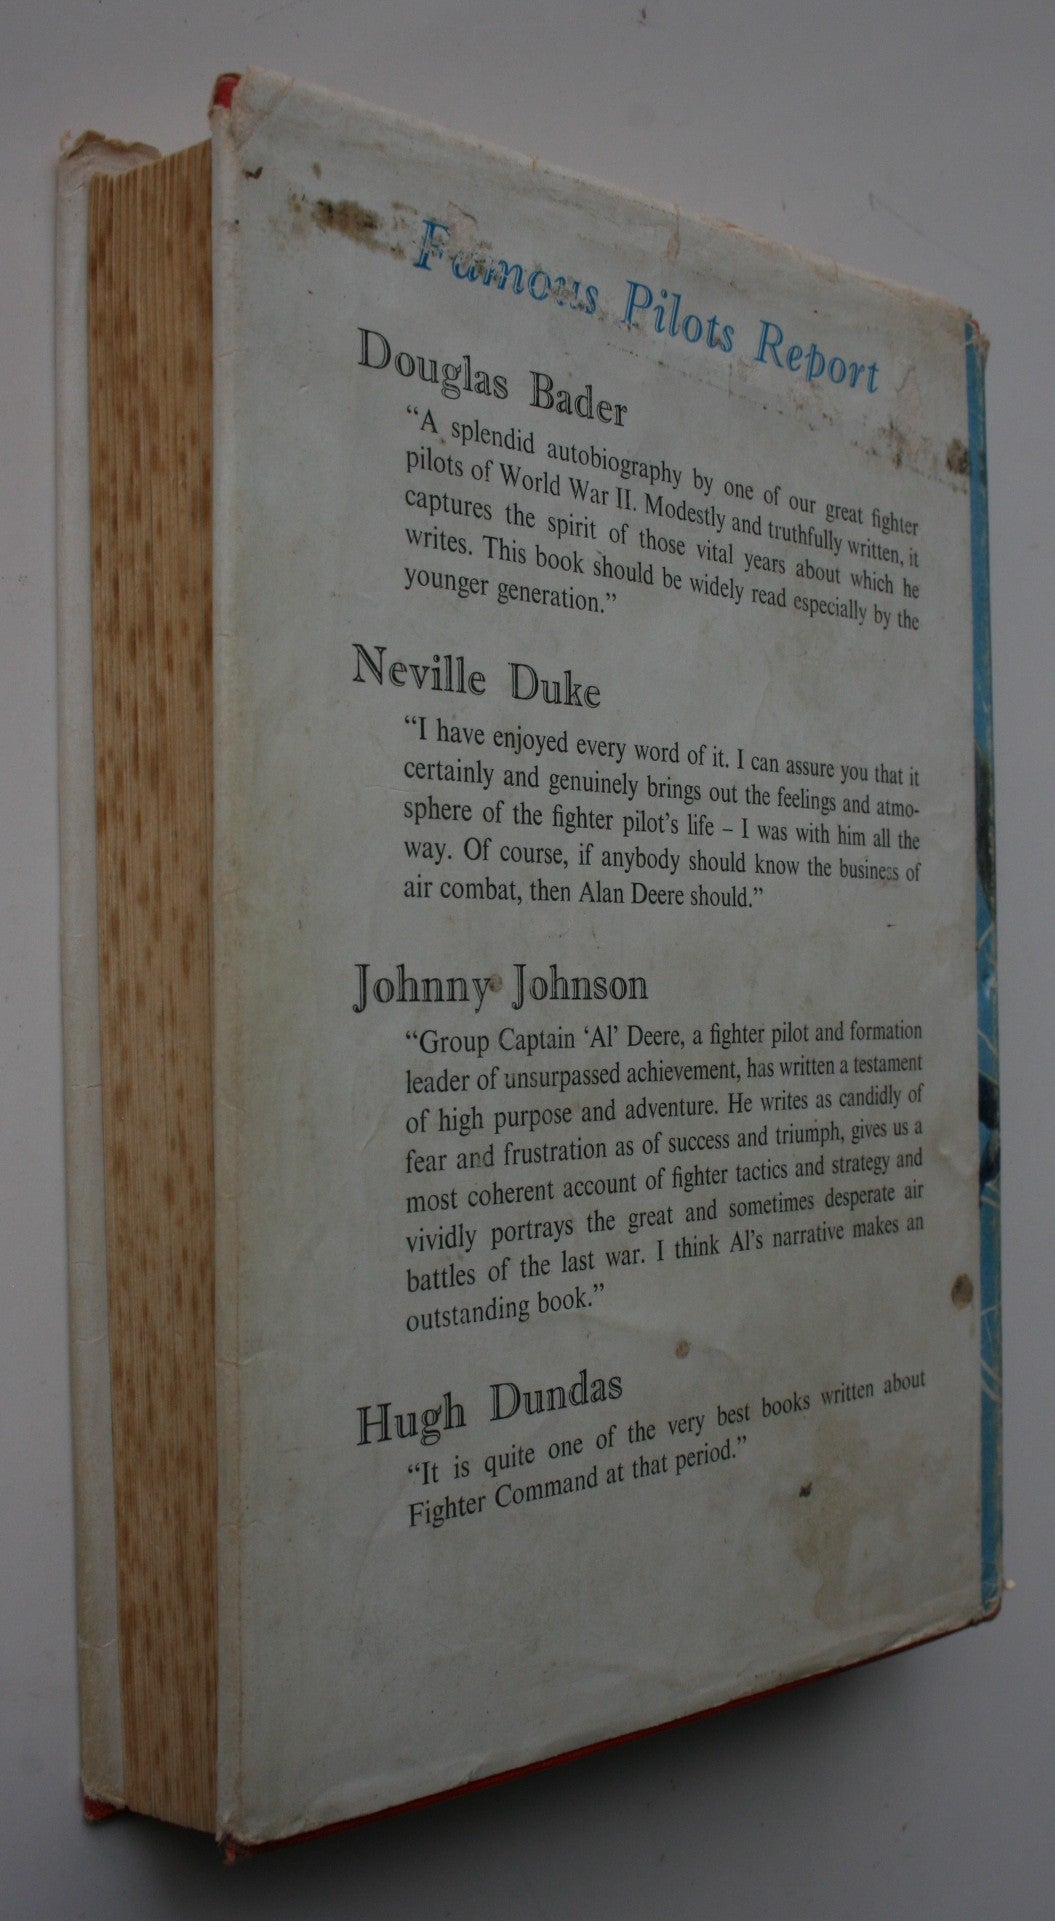 Famous Pilots Report
Douglas Bader
“A splendid autobiography by one of our great fighter
pilots of World War II. Modestly and truthfully written, it
captures the spirit of those vital years about which he
writes. This book should be widely read especially by the
younger generation.”
Neville Duke
“I have enjoyed every word of it. I can assure you that it
certainly and genuinely brings out the feelings and atmo-
sphere of the fighter pilot’s life – I was with him all the
way. Of course, if anybody should know the business of
air combat, then Alan Deere should.”
Johnny Johnson
“Group Captain ‘Al’ Deere, a fighter pilot and formation
leader of unsurpassed achievement, has written a testament
of high purpose and adventure. He writes as candidly of
fear and frustration as of success and triumph, gives us a
most coherent account of fighter tactics and strategy and
vividly portrays the great and sometimes desperate air
battles of the last war. I think Al’s narrative makes an
outstanding book.”
Hugh Dundas
“It is quite one of the very best books written about
Fighter Command at that period.”